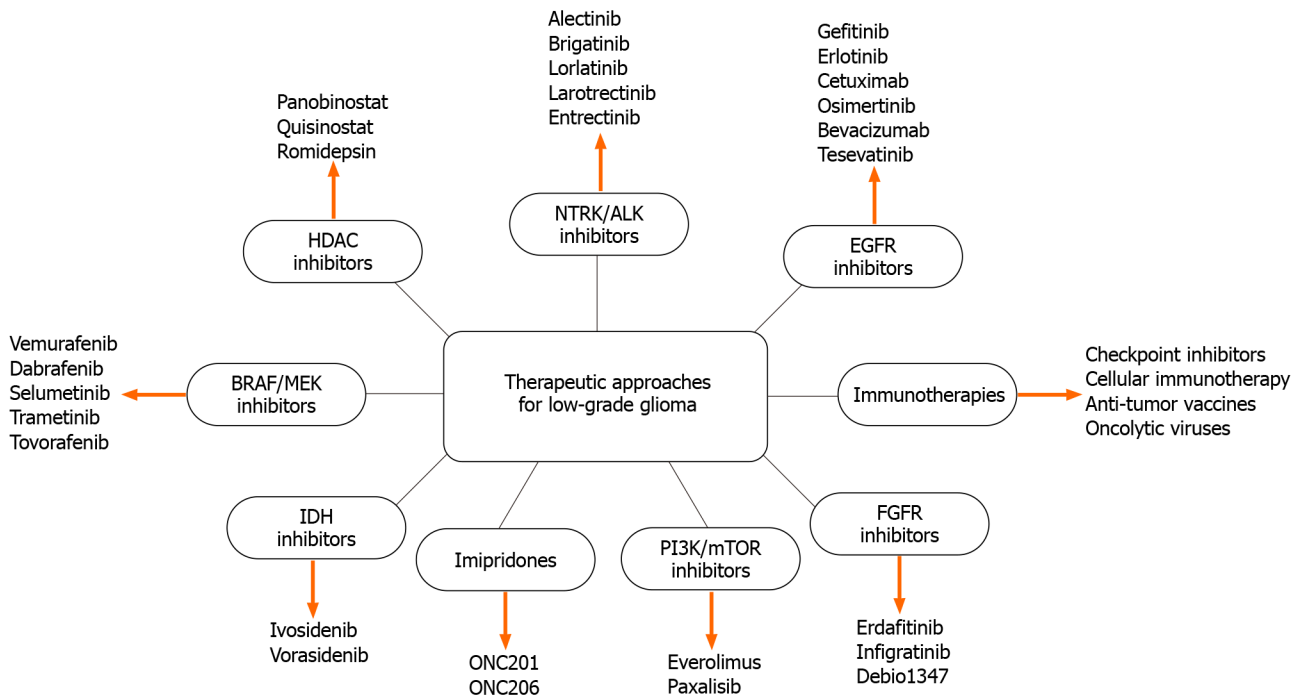 Alectinib
Brigatinib
Lorlatinib
Larotrectinib
Entrectinib
Gefitinib
Erlotinib
Cetuximab
Osimertinib
Bevacizumab
Tesevatinib
Panobinostat
Quisinostat
Romidepsin
NTRK/ALK
inhibitors
HDAC
inhibitors
EGFR
inhibitors
Vemurafenib
Dabrafenib
Selumetinib
Trametinib
Tovorafenib
BRAF/MEK
inhibitors
Therapeutic approaches
for low-grade glioma
Immunotherapies
Checkpoint inhibitors
Cellular immunotherapy
Anti-tumor vaccines
Oncolytic viruses
IDH
inhibitors
Imipridones
PI3K/mTOR
inhibitors
FGFR
inhibitors
Ivosidenib
Vorasidenib
ONC201
ONC206
Everolimus
Paxalisib
Erdafitinib
Infigratinib
Debio1347